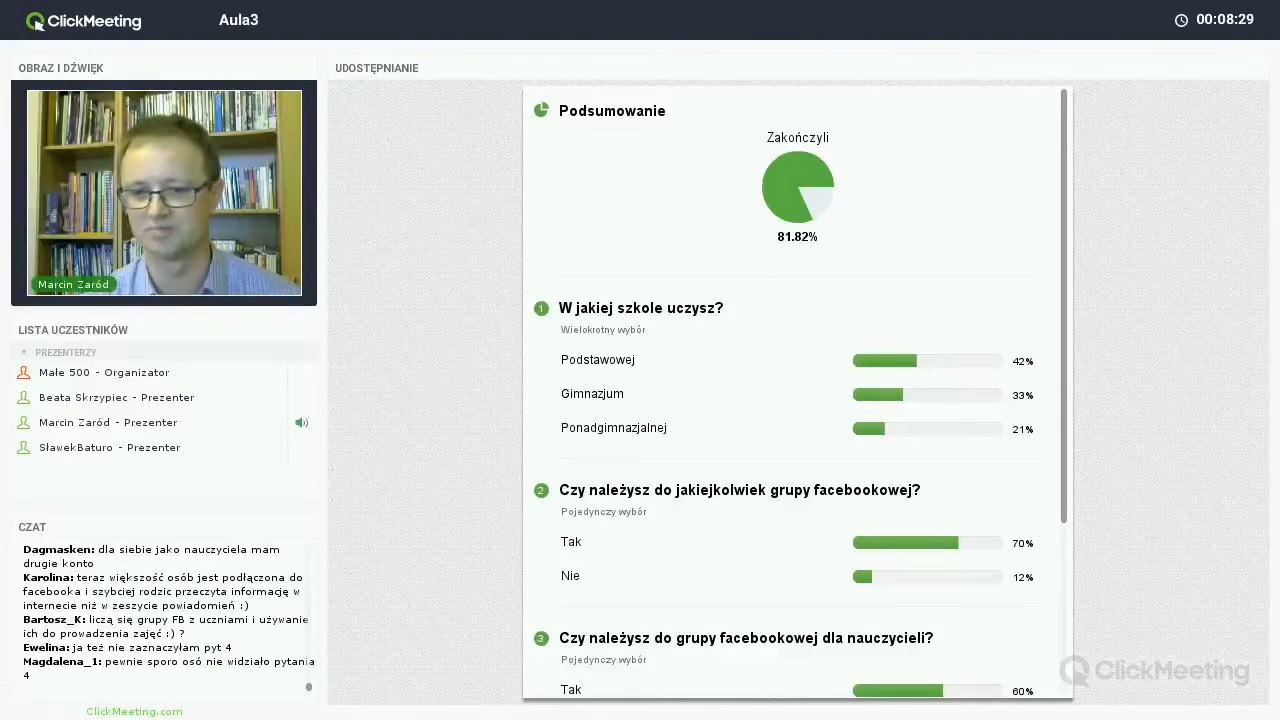 ClickMeeting
Aula3
00:08:29
OBRAZ I DŹWIĘK
Marcin Zaród
LISTA UCZESTNIKÓW
PREZENTERZY
Małe 500 - Organizator
Beata Skrzypiec - Prezenter
Marcin Zaród - Prezenter
SławekBaturo - Prezenter
CZAT
Dagmasken: dla siebie jako nauczyciela mam
drugie konto
Karolina: teraz większość osób jest podłączona do
facebooka i szybciej rodzic przeczyta informację w
internecie niż w zeszycie powiadomień :)
Bartosz_K: liczą się grupy FB z uczniami i używanie
ich do prowadzenia zajęć :) ?
Ewelina: ja też nie zaznaczyłam pyt 4
Magdalena_1: pewnie sporo osó nie widziało pytania
4
ClickMeeting.com
UDOSTĘPNIANIE
Podsumowanie
Zakończyli
81.82%
1 W jakiej szkole uczysz?
Wielokrotny wybór
Podstawowej 42%
Gimnazjum 33%
Ponadgimnazjalnej 21%
2 Czy należysz do jakiejkolwiek grupy facebookowej?
Pojedynczy wybór
Tak 70%
Nie 12%
3 Czy należysz do grupy facebookowej dla nauczycieli?
Pojedynczy wybór
Tak 60%
ClickMeeting